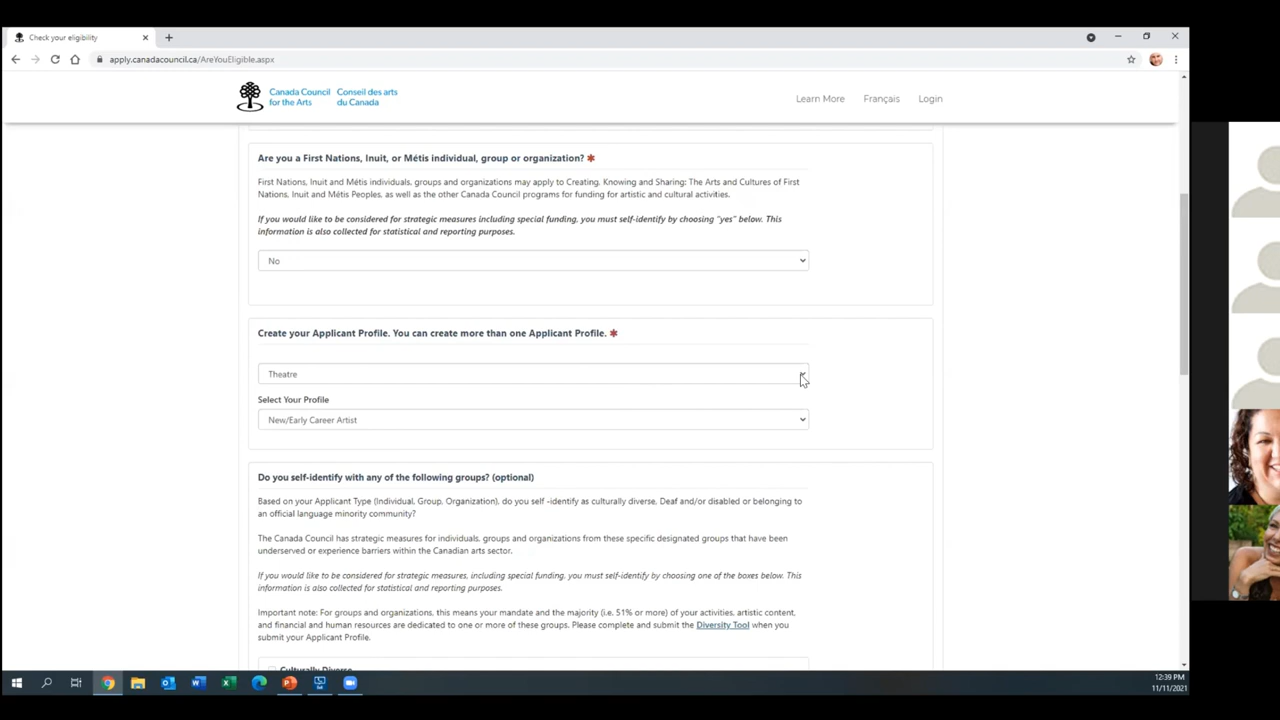 Check your eligibility
apply.canadacouncil.ca/AreYouEligible.aspx
Canada Council for the Arts
Conseil des arts du Canada
Learn More
Français
Login
Are you a First Nations, Inuit, or Métis individual, group or organization? *
First Nations, Inuit and Métis individuals, groups and organizations may apply to Creating, Knowing and Sharing: The Arts and Cultures of First
Nations, Inuit and Métis Peoples, as well as the other Canada Council programs for funding for artistic and cultural activities.
If you would like to be considered for strategic measures including special funding, you must self-identify by choosing "yes" below. This
information is also collected for statistical and reporting purposes.
No
Create your Applicant Profile. You can create more than one Applicant Profile. *
Theatre
Select Your Profile
New/Early Career Artist
Do you self-identify with any of the following groups? (optional)
Based on your Applicant Type (Individual, Group, Organization), do you self -identify as culturally diverse, Deaf and/or disabled or belonging to
an official language minority community?
The Canada Council has strategic measures for individuals, groups and organizations from these specific designated groups that have been
underserved or experience barriers within the Canadian arts sector.
If you would like to be considered for strategic measures, including special funding, you must self-identify by choosing one of the boxes below. This
information is also collected for statistical and reporting purposes.
Important note: For groups and organizations, this means your mandate and the majority (i.e. 51% or more) of your activities, artistic content,
and financial and human resources are dedicated to one or more of these groups. Please complete and submit the Diversity Tool when you
submit your Applicant Profile.
Culturally Diverse
12:39 PM
11/11/2021